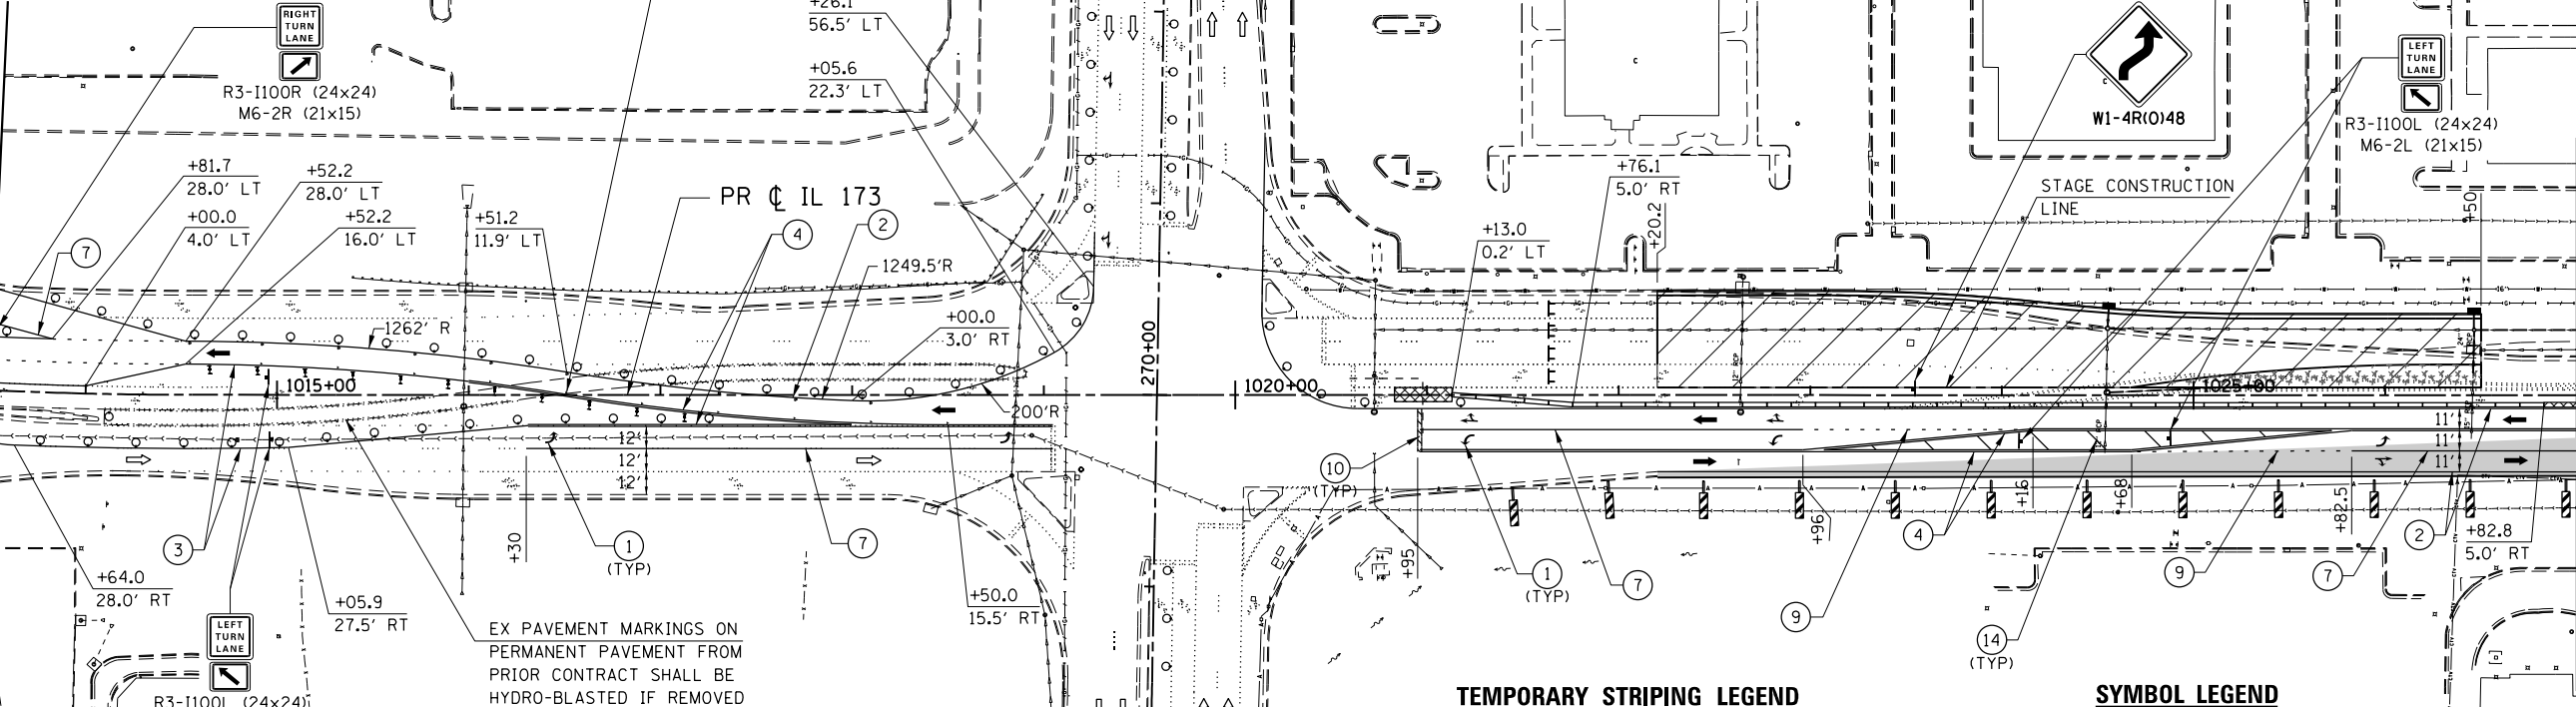 RIGHT
TURN
LANE
R3-I100R (24x24)
M6-2R (21x15)
+26.1
56.5' LT
+05.6
22.3' LT
W1-4R(O)48
LEFT
TURN
LANE
R3-I100L (24x24)
M6-2L (21x15)
+81.7
28.0' LT
+00.0
4.0' LT
7
+52.2
28.0' LT
+52.2
16.0' LT
+51.2
11.9' LT
PR ℄ IL 173
4
2
1249.5'R
+00.0
3.0' RT
1262' R
1015+00
200'R
270+00
1020+00
+13.0
0.2' LT
+76.1
5.0' RT
+20.2
STAGE CONSTRUCTION
LINE
+50
1025+00
12'
12'
12'
11'
11'
11'
3
+64.0
28.0' RT
+05.9
27.5' RT
+30
1
(TYP)
7
+50.0
15.5' RT
10
(TYP)
+95
1
(TYP)
7
+96
9
4
+16
+68
14
(TYP)
9
+82.5
7
2
+82.8
5.0' RT
LEFT
TURN
LANE
R3-I100L (24x24)
EX PAVEMENT MARKINGS ON
PERMANENT PAVEMENT FROM
PRIOR CONTRACT SHALL BE
HYDRO-BLASTED IF REMOVED
TEMPORARY STRIPING LEGEND
SYMBOL LEGEND